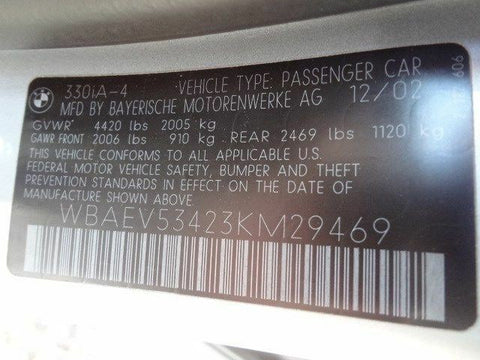 330iA-4 VEHICLE TYPE: PASSENGER CAR
MFD BY BAYERISCHE MOTORENWERKE AG 12/02
GVWR 4420 lbs 2005 kg
GAWR FRONT 2006 lbs 910 kg REAR 2469 lbs 1120 kg
THIS VEHICLE CONFORMS TO ALL APPLICABLE U.S.
FEDERAL MOTOR VEHICLE SAFETY, BUMPER AND THEFT
PREVENTION STANDARDS IN EFFECT ON THE DATE OF
MANUFACTURE SHOWN ABOVE.
WBAEV53423KM29469